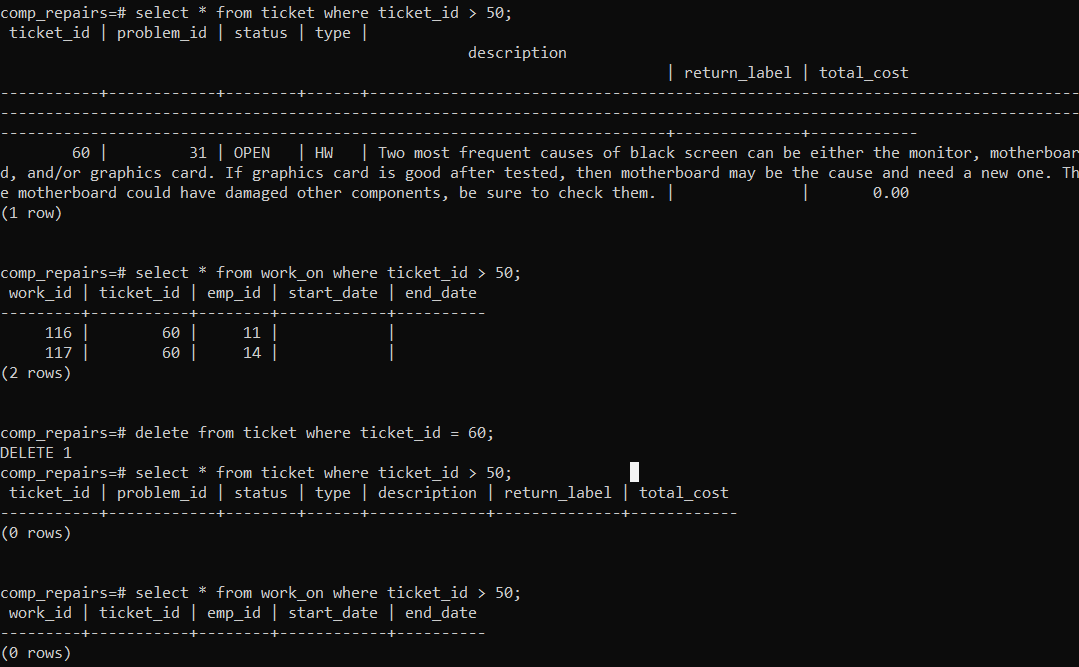 comp_repairs=# select * from ticket where ticket_id > 50;
 ticket_id | problem_id | status | type |
                                                    description
                                                                          | return_label | total_cost
-----------+------------+--------+------+-------------------------------------------------------------------------------
------------------------------------------------------------------------------------------------------------------------
--------------------------------------------------------------------------+--------------+------------
        60 |         31 | OPEN   | HW   | Two most frequent causes of black screen can be either the monitor, motherboar
d, and/or graphics card. If graphics card is good after tested, then motherboard may be the cause and need a new one. Th
e motherboard could have damaged other components, be sure to check them. |              |       0.00
(1 row)

comp_repairs=# select * from work_on where ticket_id > 50;
 work_id | ticket_id | emp_id | start_date | end_date
---------+-----------+--------+------------+----------
     116 |        60 |     11 |            |
     117 |        60 |     14 |            |
(2 rows)

comp_repairs=# delete from ticket where ticket_id = 60;
DELETE 1
comp_repairs=# select * from ticket where ticket_id > 50;
 ticket_id | problem_id | status | type | description | return_label | total_cost
-----------+------------+--------+------+-------------+--------------+------------
(0 rows)

comp_repairs=# select * from work_on where ticket_id > 50;
 work_id | ticket_id | emp_id | start_date | end_date
---------+-----------+--------+------------+----------
(0 rows)